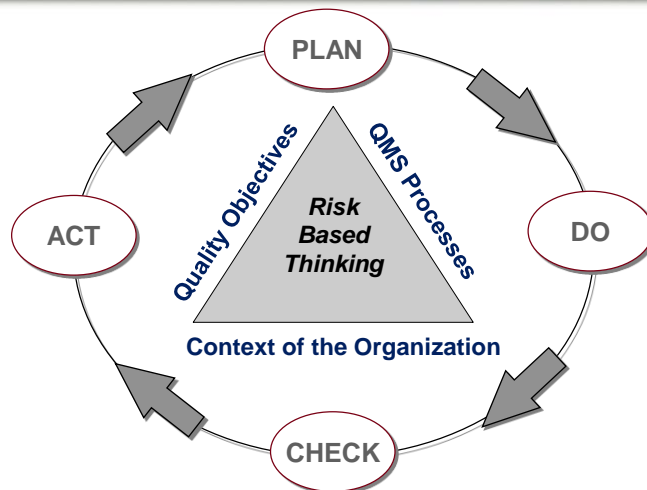 PLAN
Quality Objectives
QMS Processes
Risk
Based
Thinking
ACT
DO
Context of the Organization
CHECK